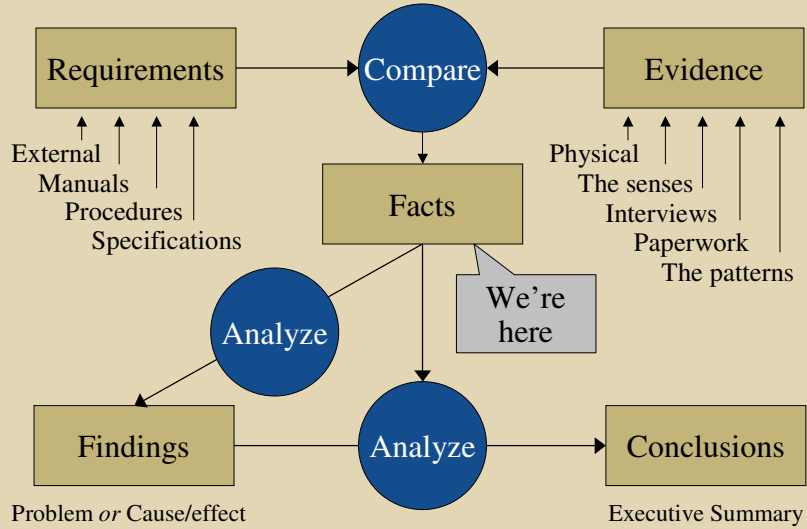 Requirements
Compare
Evidence
External
Manuals
Procedures
Specifications
Physical
The senses
Interviews
Paperwork
The patterns
Facts
We’re
here
Analyze
Findings
Analyze
Conclusions
Problem or Cause/effect
Executive Summary